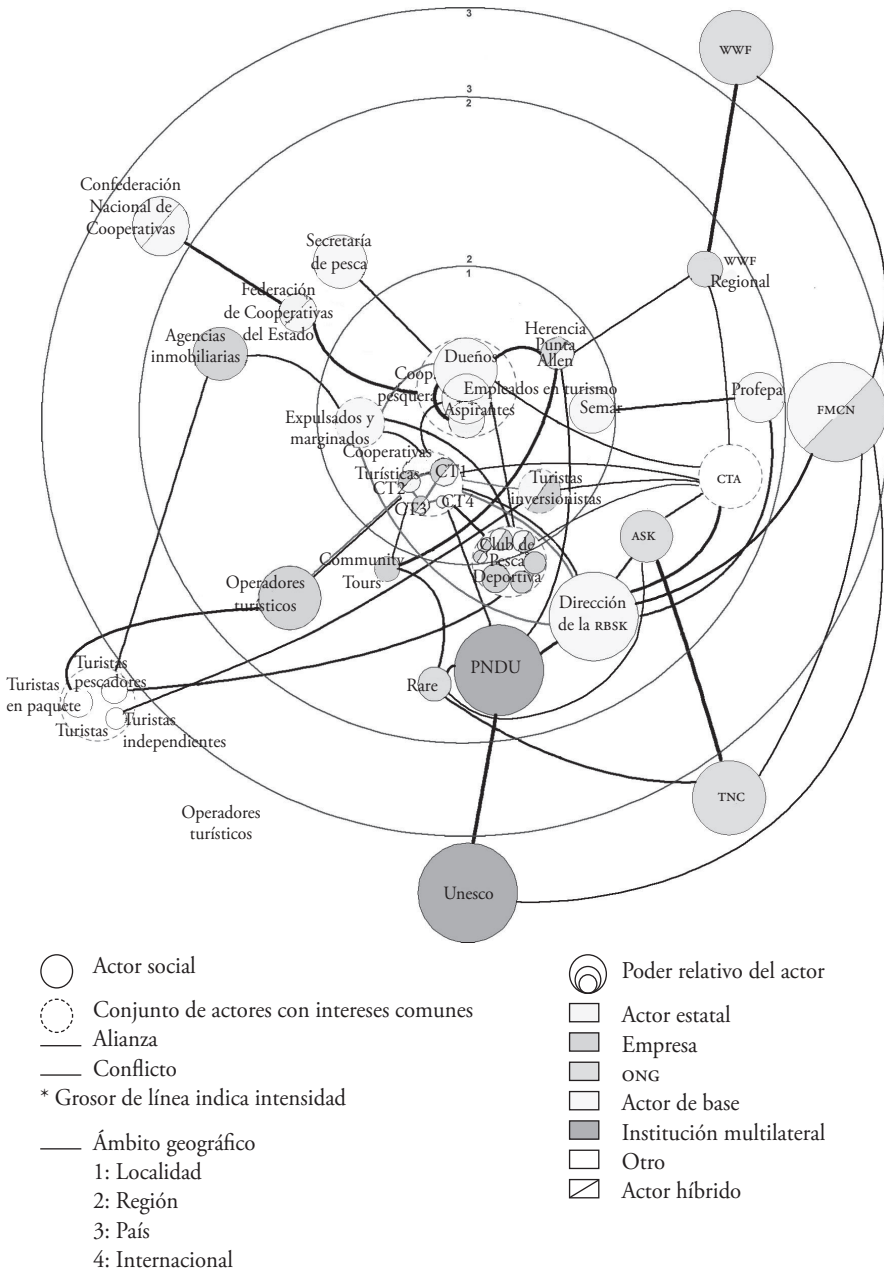 3
WWF
3
2
Confederación
Nacional de
Cooperativas
Secretaría
de pesca
2
1
WWF
Regional
Federación
de Cooperativas
del Estado
Agencias
inmobiliarias
Herencia
Punta
Allen
Dueños
Coop.
pesquera
Empleados en turismo
Aspirantes
Semar
Profepa
FMCN
Expulsados y
marginados
Cooperativas
Turísticas
CT1
CT2
CT3
CT4
Turistas
inversionistas
CTA
ASK
Club de
Pesca
Deportiva
Community
Tours
Operadores
turísticos
Dirección
de la RBSK
PNDU
Rare
Turistas
pescadores
Turistas
en paquete
Turistas
Turistas
independientes
TNC
Operadores
turísticos
Unesco
Actor social
Conjunto de actores con intereses comunes
Alianza
Conflicto
* Grosor de línea indica intensidad
Ámbito geográfico
1: Localidad
2: Región
3: País
4: Internacional
Poder relativo del actor
Actor estatal
Empresa
ONG
Actor de base
Institución multilateral
Otro
Actor híbrido